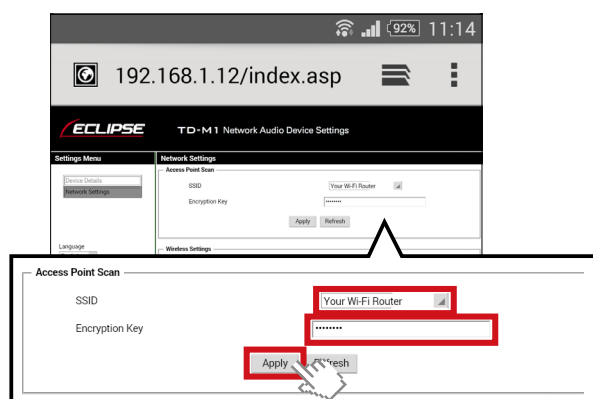 92% 11:14
192.168.1.12/index.asp
ECLIPSE TD-M1 Network Audio Device Settings
Settings Menu
Device Details
Network Settings
Language
Network Settings
Access Point Scan
SSID Your Wi-Fi Router
Encryption Key ••••••••
Apply Refresh
Wireless Settings
Access Point Scan
SSID Your Wi-Fi Router
Encryption Key ••••••••
Apply Refresh